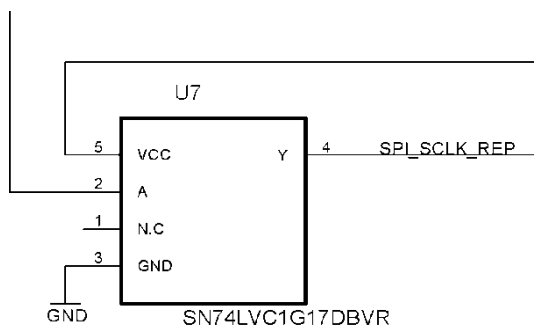 U7
5 VCC Y 4 SPI_SCLK_REP
2 A
1 N.C
3 GND
GND SN74LVC1G17DBVR